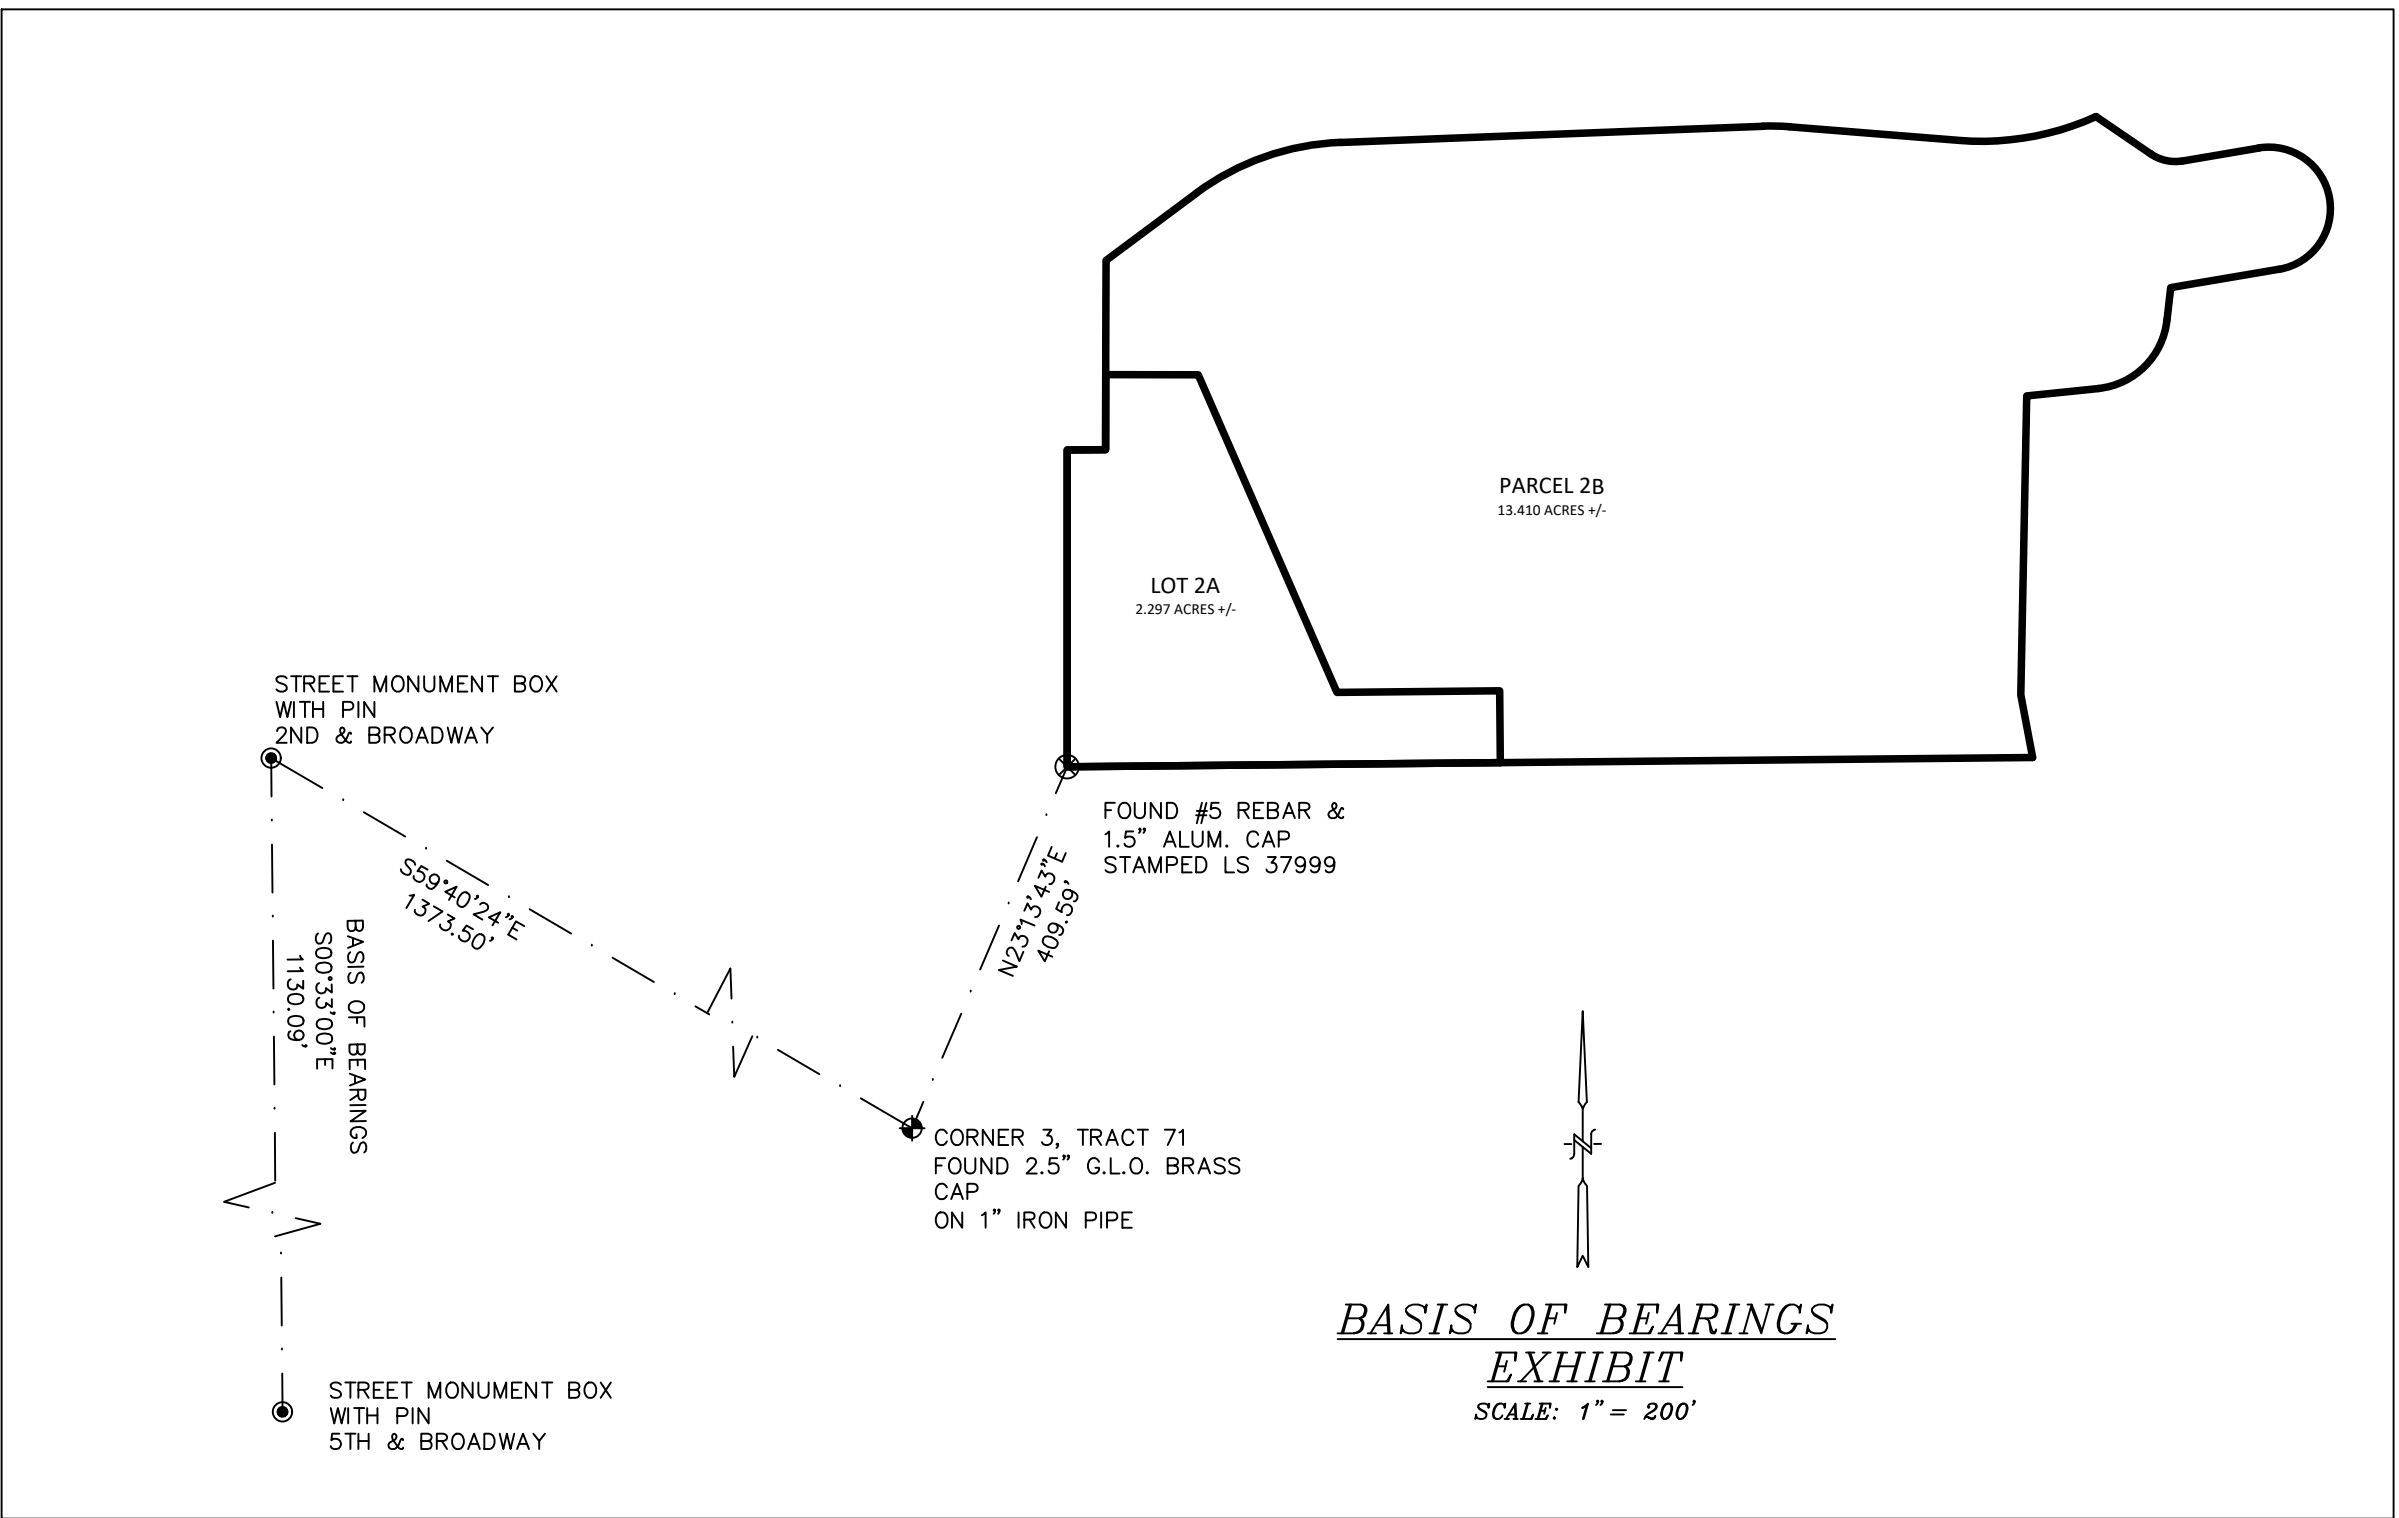 PARCEL 2B
13.410 ACRES +/-
LOT 2A
2.297 ACRES +/-
STREET MONUMENT BOX
WITH PIN
2ND & BROADWAY
FOUND #5 REBAR &
1.5" ALUM. CAP
STAMPED LS 37999
S59°40'24"E
1373.50'
N23°13'43"E
409.59'
BASIS OF BEARINGS
S00°33'00"E
1130.09'
CORNER 3, TRACT 71
FOUND 2.5" G.L.O. BRASS
CAP
ON 1" IRON PIPE
N
STREET MONUMENT BOX
WITH PIN
5TH & BROADWAY
BASIS OF BEARINGS
EXHIBIT
SCALE: 1"= 200'